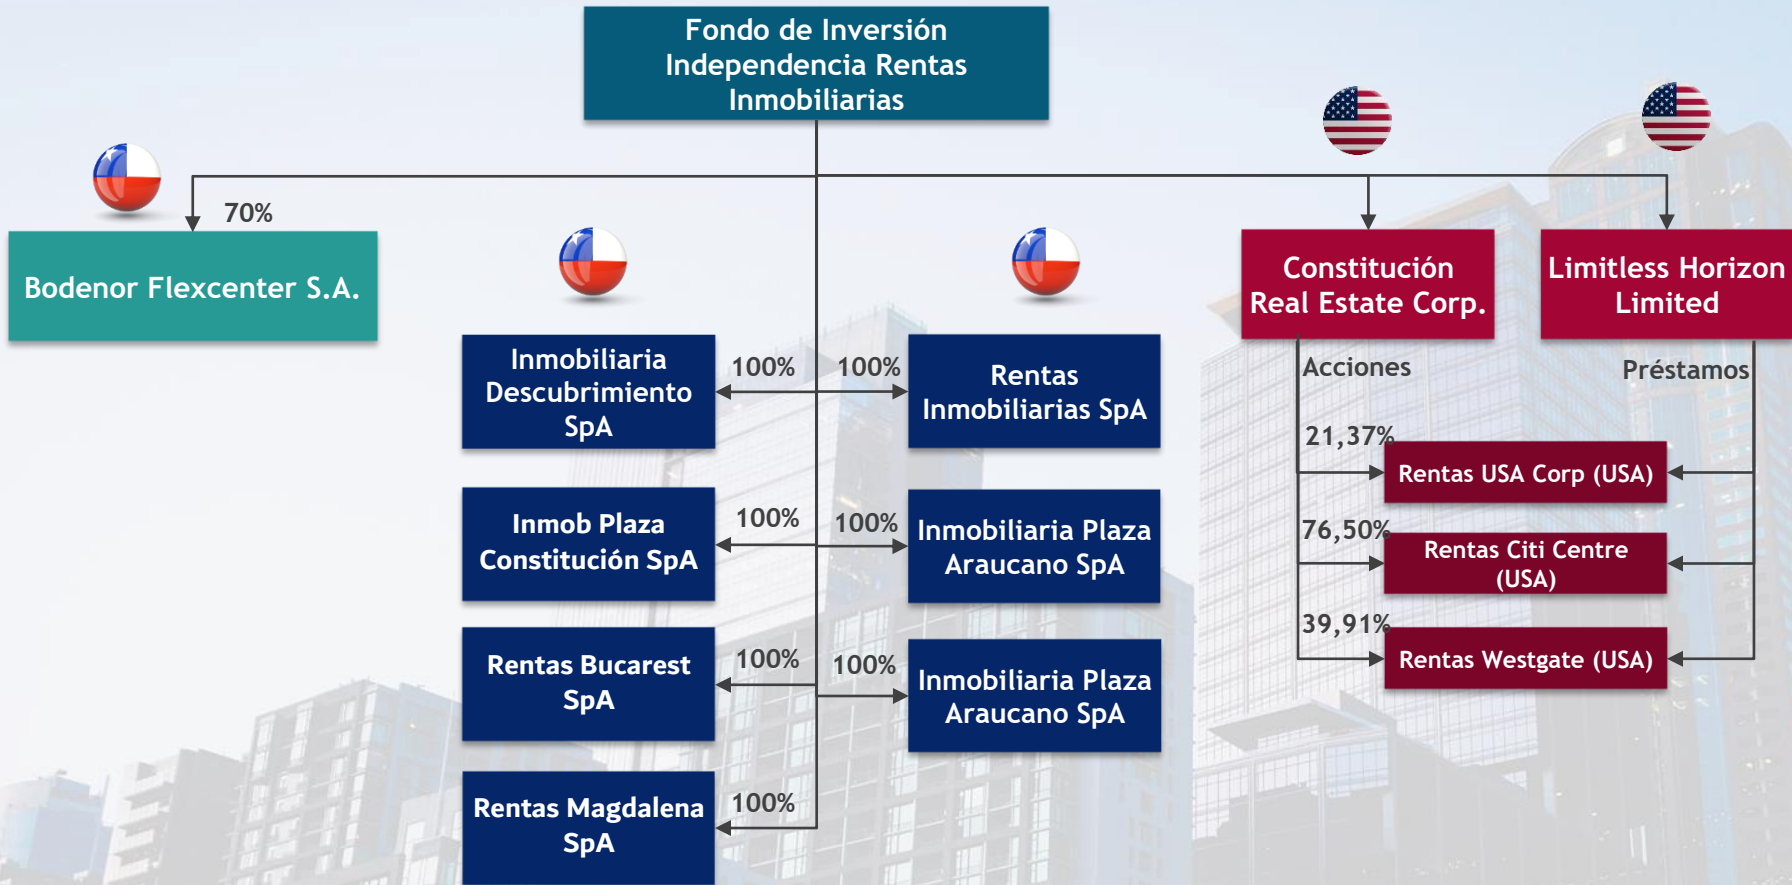 Fondo de Inversión
Independencia Rentas
Inmobiliarias
70%
Bodenor Flexcenter S.A.
Constitución
Real Estate Corp.
Limitless Horizon
Limited
Inmobiliaria
Descubrimiento
SpA
100%
100%
Rentas
Inmobiliarias SpA
Inmob Plaza
Constitución SpA
100%
100%
Inmobiliaria Plaza
Araucano SpA
Rentas Bucarest
SpA
100%
100%
Inmobiliaria Plaza
Araucano SpA
Rentas Magdalena
SpA
100%
Acciones
Préstamos
21,37%
Rentas USA Corp (USA)
76,50%
Rentas Citi Centre
(USA)
39,91%
Rentas Westgate (USA)